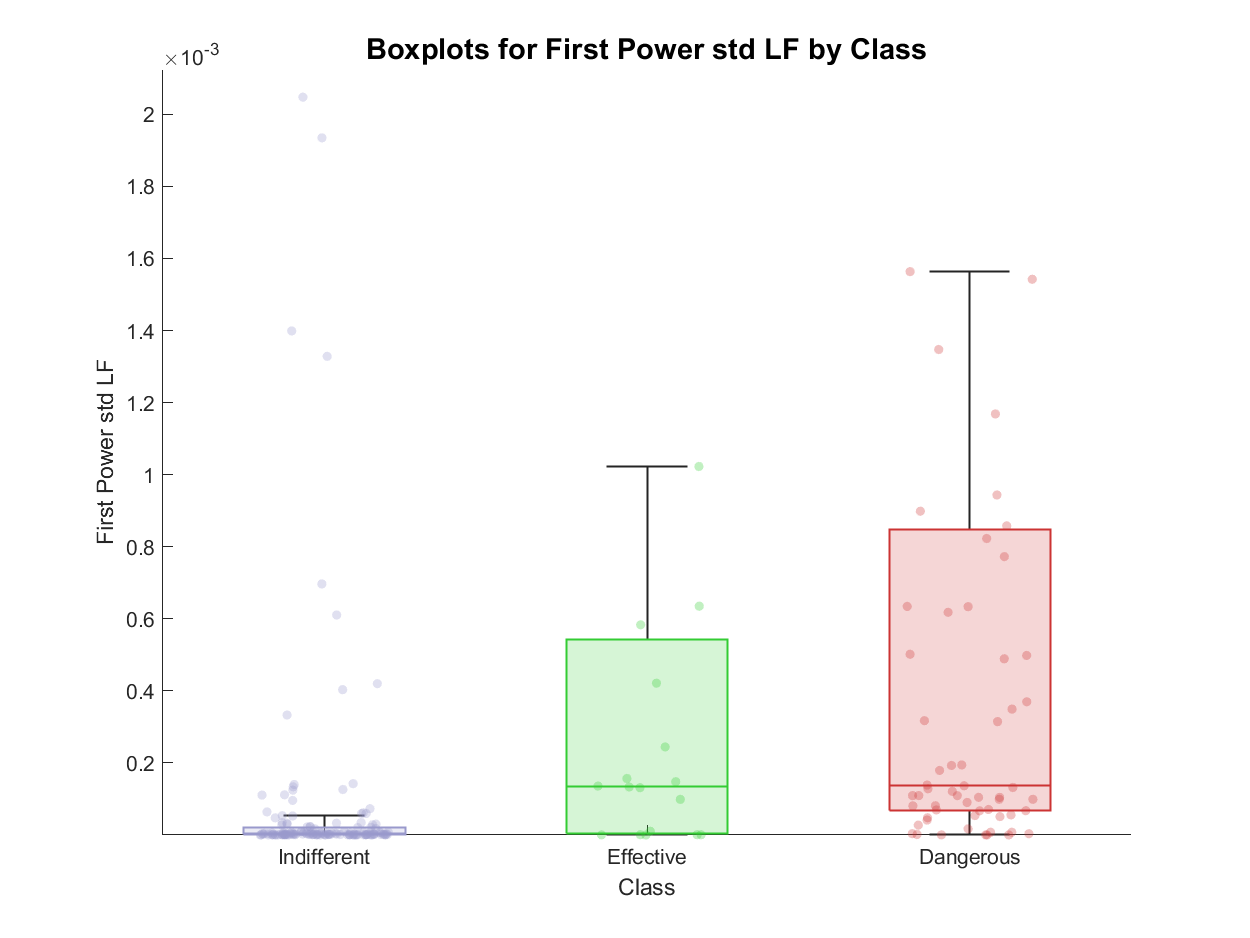 Boxplots for First Power std LF by Class
×10-3
2
1.8
1.6
1.4
1.2
1
0.8
0.6
0.4
0.2
First Power std LF
Indifferent Effective Dangerous
Class